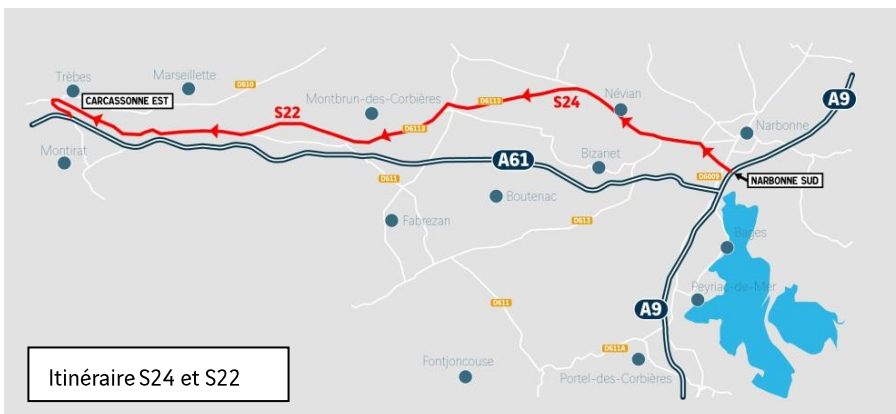 A9
Trèbes
Marseillette
D610
CARCASSONNE EST
Montbrun-des-Corbières
D6113
S24
Névian
S22
D6113
Narbonne
Montirat
A61
Bizanet
D613
D6009
NARBONNE SUD
Boutenac
Fabrezan
D613
Bages
Peyriac-de-Mer
D611
A9
D611A
Fontjoncouse
Portel-des-Corbières
Itinéraire S24 et S22